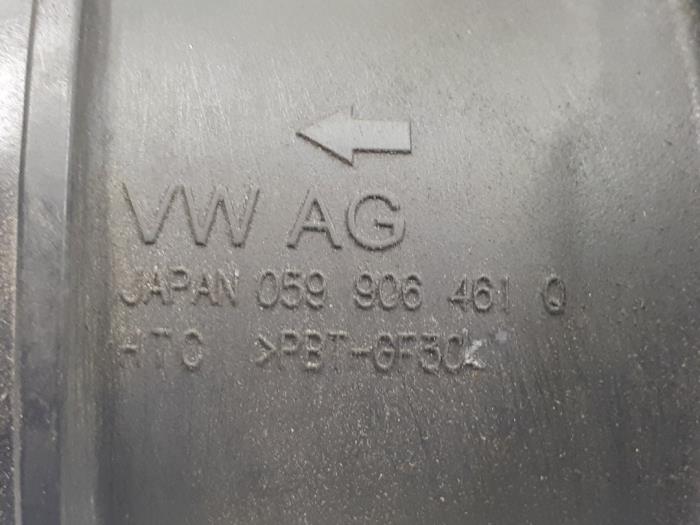 VW AG
JAPAN 059 906 461 Q
HTC >PBT-GF30<